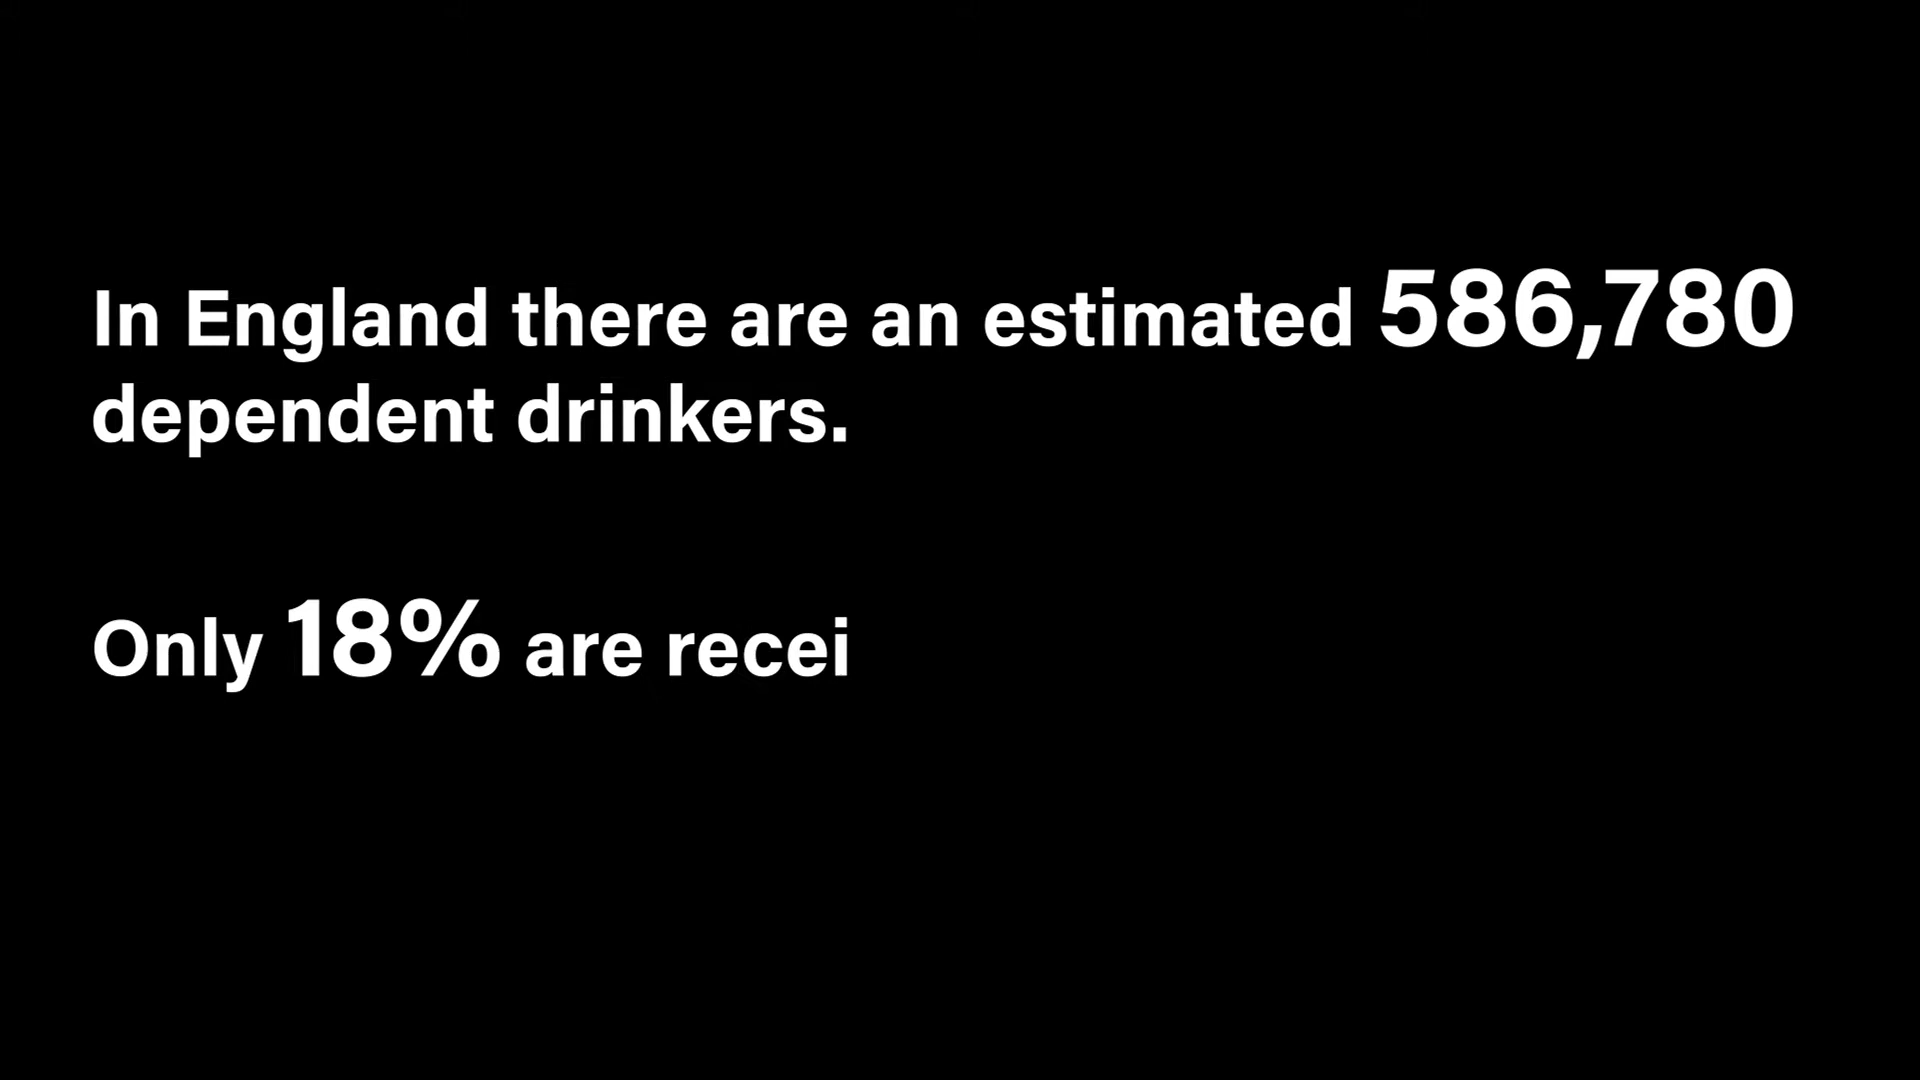 In England there are an estimated 586,780
dependent drinkers.
Only 18% are recei